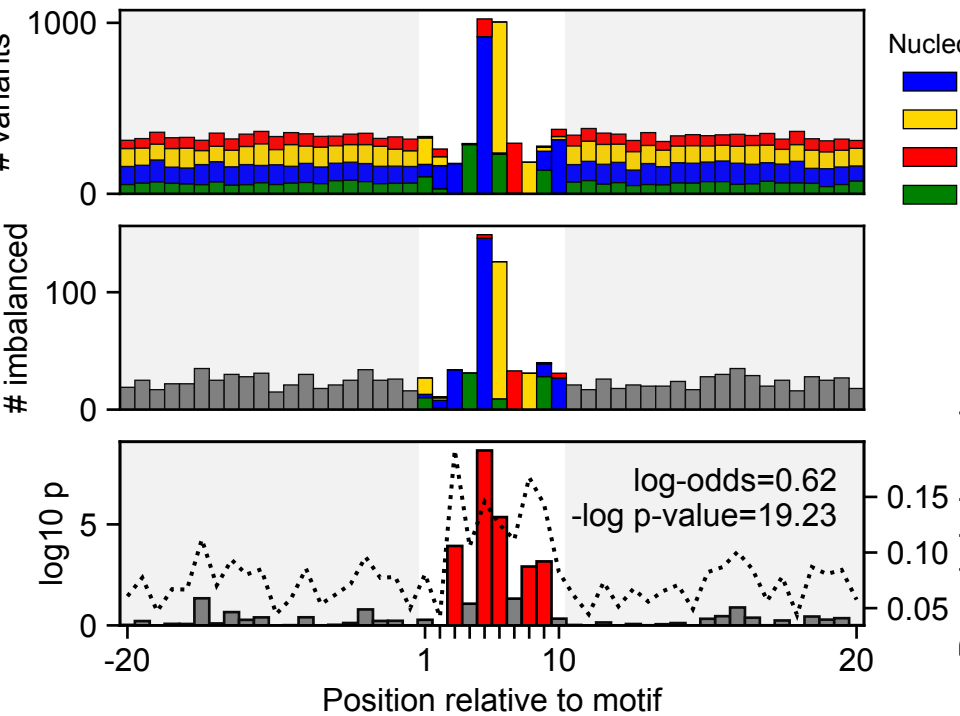 1000
0
# variants
Nucleo
100
0
# imbalanced
log-odds=0.62
-log p-value=19.23
5
0
log10 p
0.15
0.10
0.05
-20
1
10
20
Position relative to motif